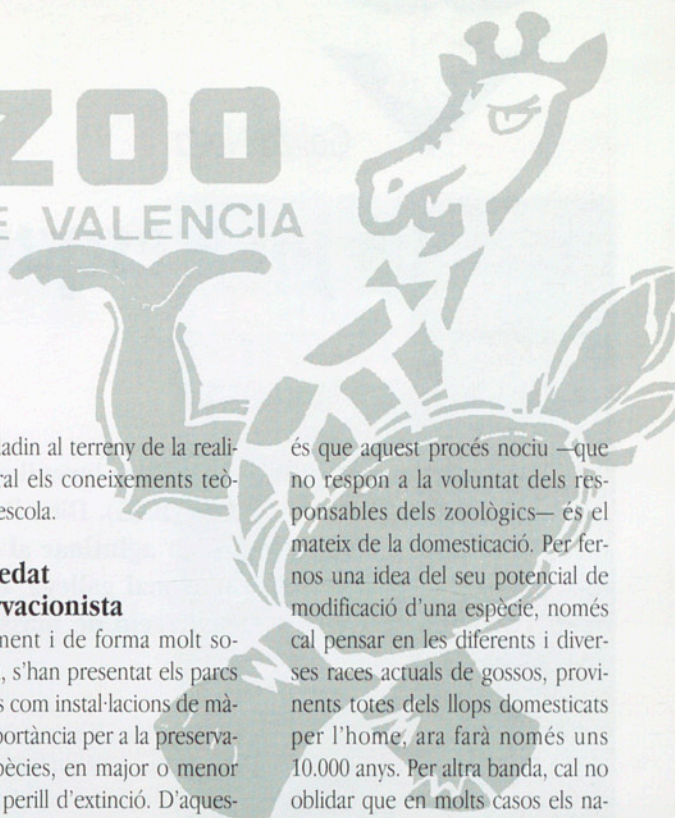 ZOO
E VALENCIA
adin al terreny de la reali-
ral els coneixements teò-
escola.
edat
rvacionista
ment i de forma molt so-
, s'han presentat els parcs
s com instal·lacions de mà-
portància per a la preserva-
pècies, en major o menor
perill d'extinció. D'aques-
és que aquest procés nociu —que
no respon a la voluntat dels res-
ponsables dels zoològics— és el
mateix de la domesticació. Per fer-
nos una idea del seu potencial de
modificació d'una espècie, només
cal pensar en les diferents i diver-
ses races actuals de gossos, provi-
nents totes dels llops domesticats
per l'home, ara farà només uns
10.000 anys. Per altra banda, cal no
oblidar que en molts casos els na-